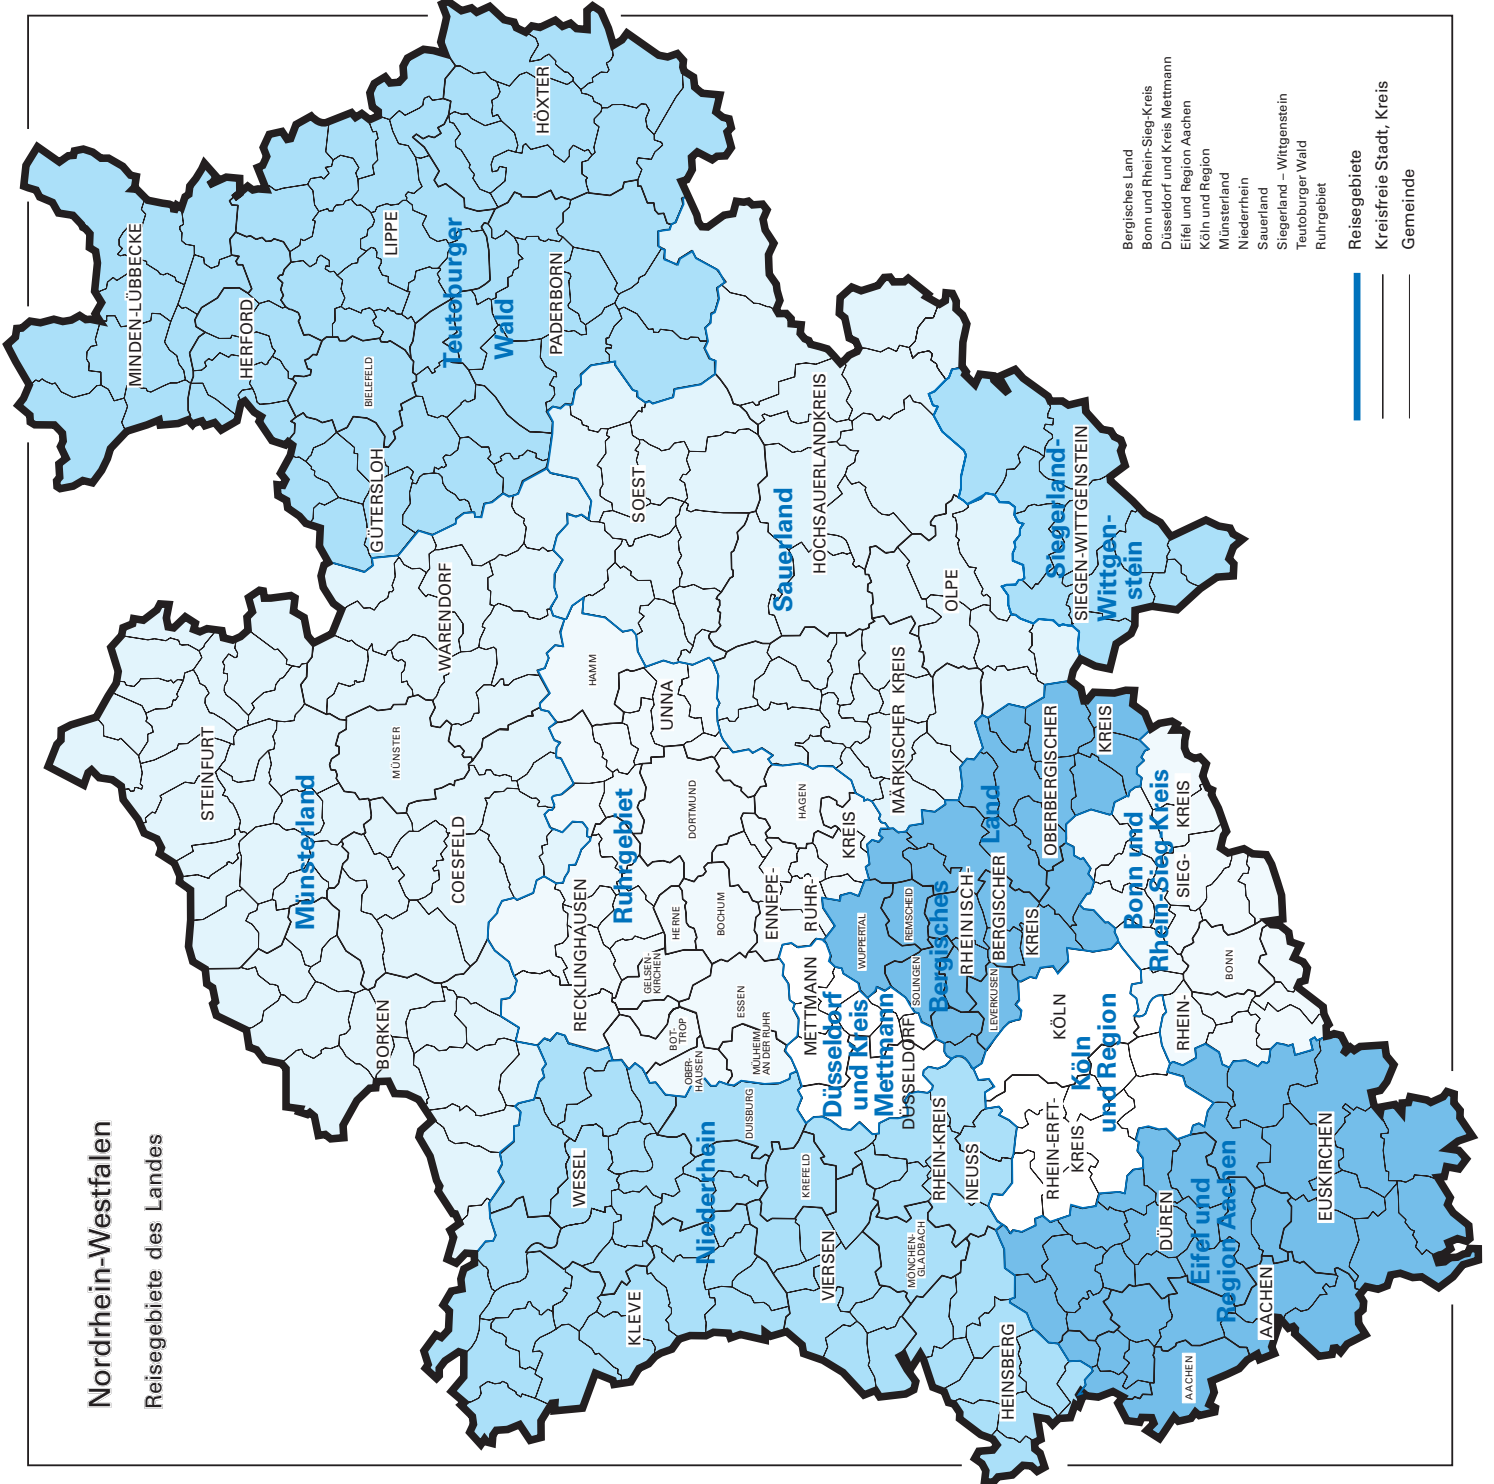 Nordrhein-Westfalen
Reisegebiete des Landes
MINDEN-LÜBBECKE
HERFORD
BIELEFELD
GÜTERSLOH
LIPPE
HÖXTER
PADERBORN
Teutoburger
Wald
STEINFURT
Münsterland
MÜNSTER
WARENDORF
COESFELD
BORKEN
SOEST
Sauerland
HOCHSAUERLANDKREIS
OLPE
MÄRKISCHER KREIS
Siegerland-
SIEGEN-WITTGENSTEIN
Wittgen-
stein
HAMM
UNNA
Ruhrgebiet
DORTMUND
HAGEN
RECKLINGHAUSEN
HERNE
BOCHUM
ENNEPE-
RUHR-
KREIS
GELSEN-
KIRCHEN
BOT-
TROP
OBER-
HAUSEN
ESSEN
MÜLHEIM/
AN DER RUHR
WESEL
Niederrhein
DUISBURG
KREFELD
KLEVE
VIERSEN
MÖNCHEN-
GLADBACH
RHEIN-KREIS
NEUSS
HEINSBERG
METTMANN
Düsseldorf
und Kreis
Mettmann
DÜSSELDORF
WUPPERTAL
REMSCHEID
SOLINGEN
Bergisches
Land
RHEINISCH-
BERGISCHER
KREIS
LEVERKUSEN
OBERBERGISCHER
KREIS
Bonn und
Rhein-Sieg-Kreis
RHEIN-
SIEG-
KREIS
BONN
KÖLN
Köln
und Region
RHEIN-ERFT-
KREIS
DÜREN
Eifel und
Region Aachen
AACHEN
AACHEN
EUSKIRCHEN
Bergisches Land
Bonn und Rhein-Sieg-Kreis
Düsseldorf und Kreis Mettmann
Eifel und Region Aachen
Köln und Region
Münsterland
Niederrhein
Sauerland
Siegerland – Wittgenstein
Teutoburger Wald
Ruhrgebiet
Reisegebiete
Kreisfreie Stadt, Kreis
Gemeinde